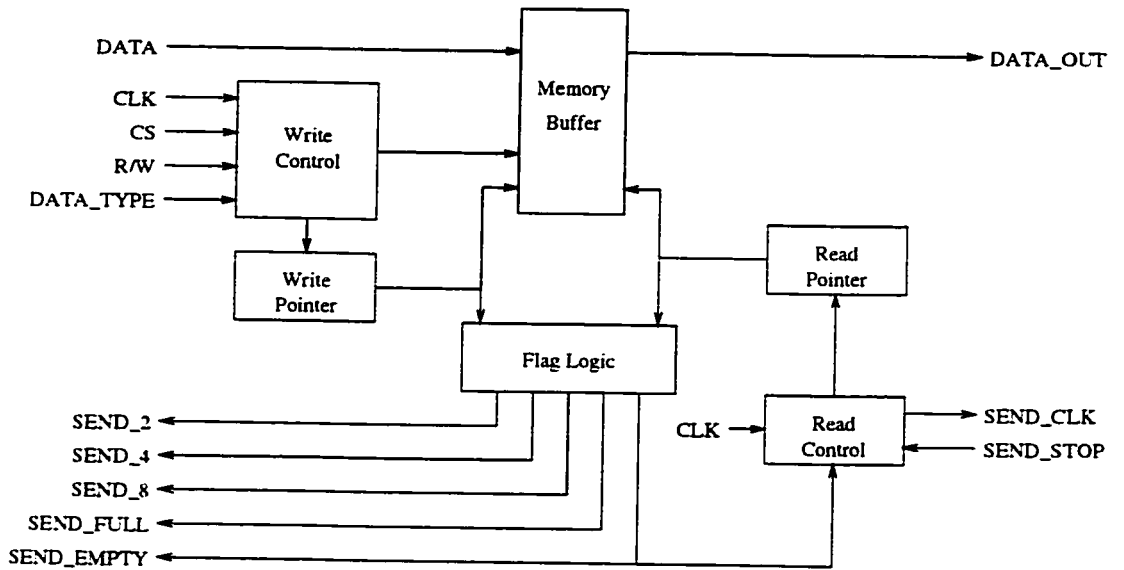 DATA
DATA_OUT
Memory
Buffer
CLK
CS
R/W
DATA_TYPE
Write
Control
Write
Pointer
Read
Pointer
Flag Logic
SEND_2
SEND_4
SEND_8
SEND_FULL
SEND_EMPTY
CLK
Read
Control
SEND_CLK
SEND_STOP